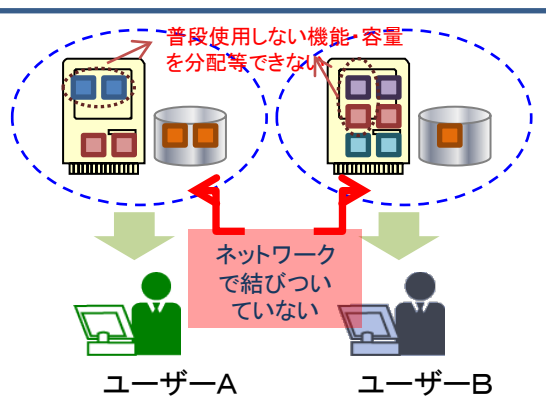 普段使用しない機能・容量
を分配等できない
ネットワーク
で結びつい
ていない
ユーザーA
ユーザーB